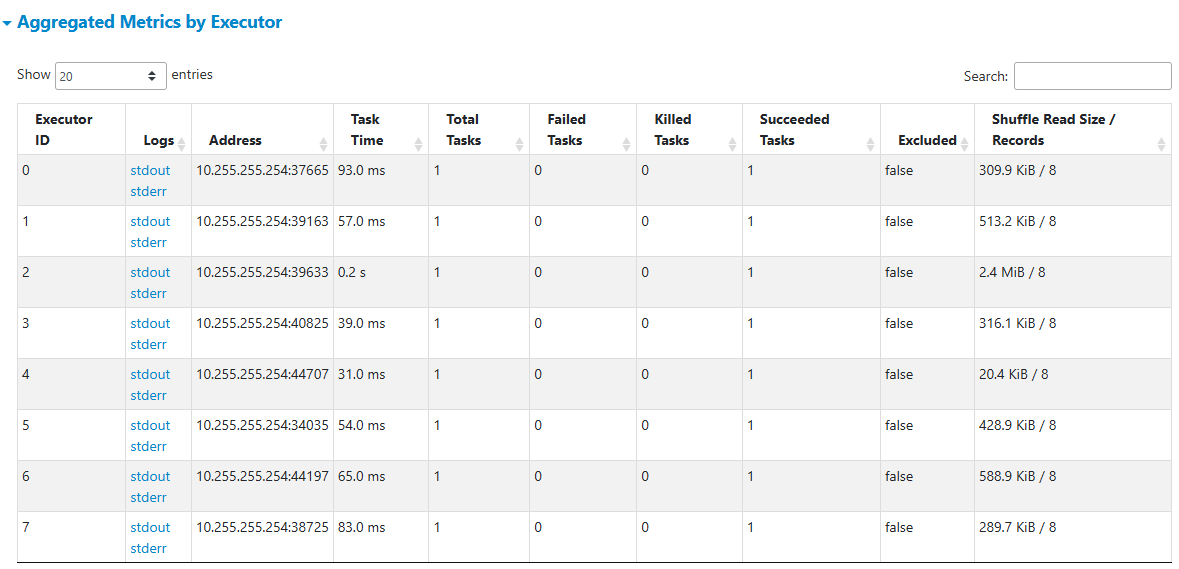 Aggregated Metrics by Executor
Show 20 entries Search:
Executor ID Logs Address Task Time Total Tasks Failed Tasks Killed Tasks Succeeded Tasks Excluded Shuffle Read Size / Records
0 stdout 10.255.255.254:37665 93.0 ms 1 0 0 1 false 309.9 KiB / 8
stderr
1 stdout 10.255.255.254:39163 57.0 ms 1 0 0 1 false 513.2 KiB / 8
stderr
2 stdout 10.255.255.254:39633 0.2 s 1 0 0 1 false 2.4 MiB / 8
stderr
3 stdout 10.255.255.254:40825 39.0 ms 1 0 0 1 false 316.1 KiB / 8
stderr
4 stdout 10.255.255.254:44707 31.0 ms 1 0 0 1 false 20.4 KiB / 8
stderr
5 stdout 10.255.255.254:34035 54.0 ms 1 0 0 1 false 428.9 KiB / 8
stderr
6 stdout 10.255.255.254:44197 65.0 ms 1 0 0 1 false 588.9 KiB / 8
stderr
7 stdout 10.255.255.254:38725 83.0 ms 1 0 0 1 false 289.7 KiB / 8
stderr